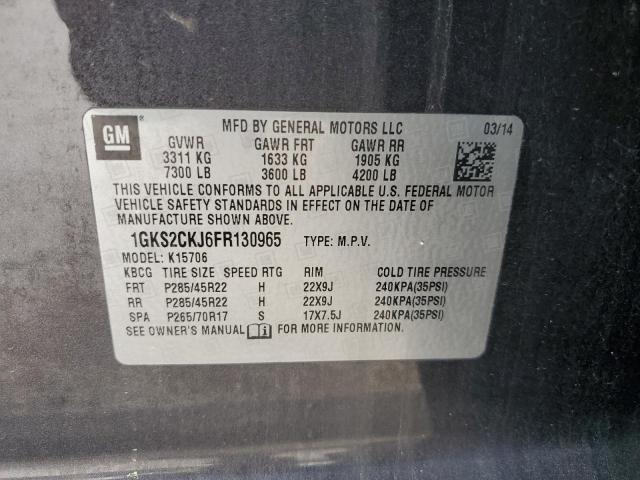 GM
MFD BY GENERAL MOTORS LLC 03/14
GVWR GAWR FRT GAWR RR
3311 KG 1633 KG 1905 KG
7300 LB 3600 LB 4200 LB
THIS VEHICLE CONFORMS TO ALL APPLICABLE U.S. FEDERAL MOTOR
VEHICLE SAFETY STANDARDS IN EFFECT ON THE DATE OF
MANUFACTURE SHOWN ABOVE.
1GKS2CKJ6FR130965 TYPE: M.P.V.
MODEL: K15706
KBCG TIRE SIZE SPEED RTG RIM COLD TIRE PRESSURE
FRT P285/45R22 H 22X9J 240KPA(35PSI)
RR P285/45R22 H 22X9J 240KPA(35PSI)
SPA P265/70R17 S 17X7.5J 240KPA(35PSI)
SEE OWNER'S MANUAL FOR MORE INFORMATION.